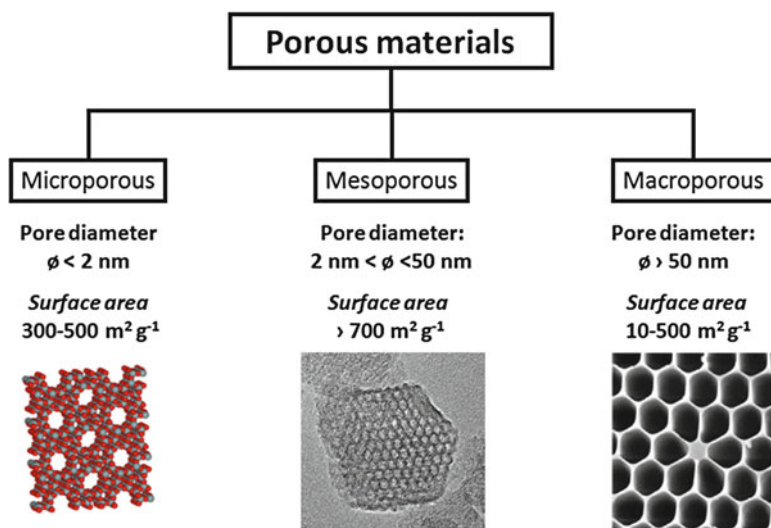 Porous materials
Microporous
Mesoporous
Macroporous
Pore diameter
ø < 2 nm
Pore diameter:
2 nm < ø <50 nm
Pore diameter:
ø › 50 nm
Surface area
300-500 m² g⁻¹
Surface area
› 700 m² g⁻¹
Surface area
10-500 m² g⁻¹